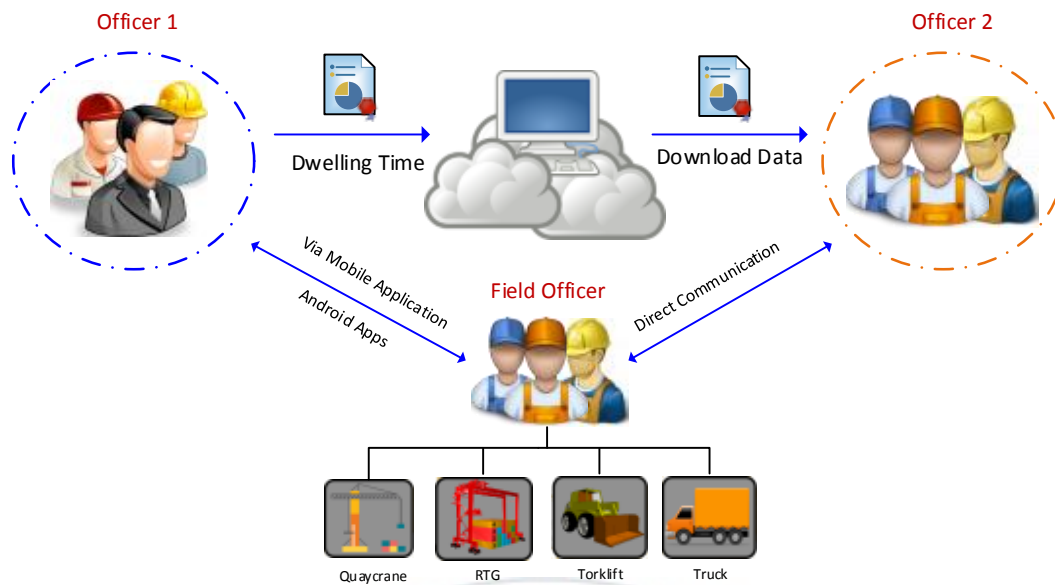 Officer 1
Officer 2
Dwelling Time
Download Data
Via Mobile Application
Android Apps
Field Officer
Direct Communication
Quaycrane
RTG
Torklift
Truck